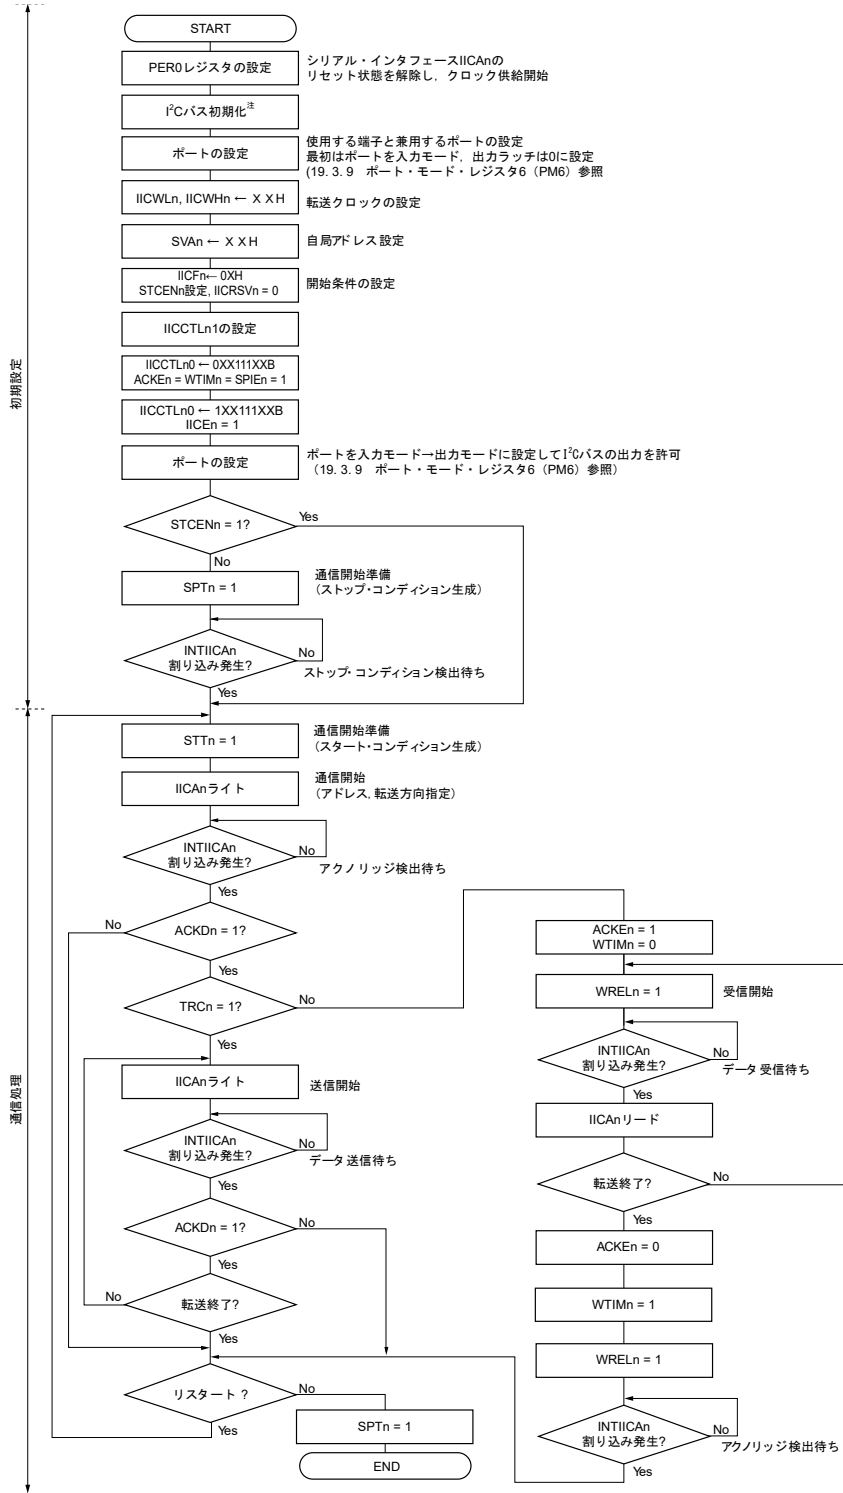 START
PER0レジスタの設定
シリアル・インタフェースIICAnの
リセット状態を解除し，クロック供給開始
I²Cバス初期化注
ポートの設定
使用する端子と兼用するポートの設定
最初はポートを入力モード，出力ラッチは0に設定
(19. 3. 9　ポート・モード・レジスタ6（PM6）参照
IICWLn, IICWHn ← X X H
転送クロックの設定
SVAn ← X X H
自局アドレス設定
IICFn← 0XH
STCENn設定, IICRSVn = 0
開始条件の設定
IICCTLn1の設定
IICCTLn0 ← 0XX111XXB
ACKEn = WTIMn = SPIEn = 1
IICCTLn0 ← 1XX111XXB
IICEn = 1
ポートの設定
ポートを入力モード→出力モードに設定してI²Cバスの出力を許可
（19. 3. 9　ポート・モード・レジスタ6（PM6）参照）
初期設定
STCENn = 1?
Yes
No
SPTn = 1
通信開始準備
（ストップ・コンディション生成）
INTIICAn
割り込み発生?
No
ストップ・コンディション検出待ち
Yes
STTn = 1
通信開始準備
（スタート・コンディション生成）
IICAnライト
通信開始
（アドレス, 転送方向指定）
INTIICAn
割り込み発生?
No
アクノリッジ検出待ち
Yes
ACKDn = 1?
No
Yes
TRCn = 1?
No
Yes
IICAnライト
送信開始
INTIICAn
割り込み発生?
No
データ送信待ち
Yes
ACKDn = 1?
No
Yes
転送終了?
No
Yes
リスタート ?
No
Yes
SPTn = 1
END
通信処理
ACKEn = 1
WTIMn = 0
WRELn = 1
受信開始
INTIICAn
割り込み発生?
No
データ受信待ち
Yes
IICAnリード
転送終了?
No
Yes
ACKEn = 0
WTIMn = 1
WRELn = 1
INTIICAn
割り込み発生?
No
アクノリッジ検出待ち
Yes